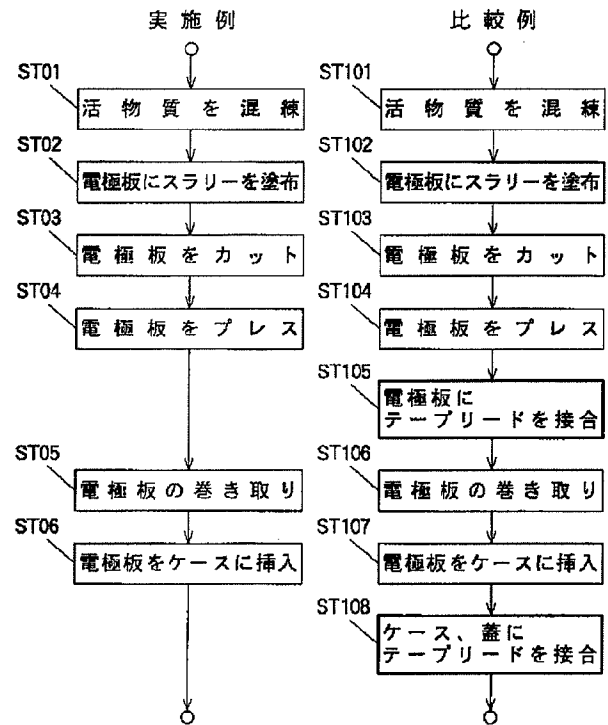 実施例
ST01
活物質を混練
ST02
電極板にスラリーを塗布
ST03
電極板をカット
ST04
電極板をプレス
ST05
電極板の巻き取り
ST06
電極板をケースに挿入
比較例
ST101
活物質を混練
ST102
電極板にスラリーを塗布
ST103
電極板をカット
ST104
電極板をプレス
ST105
電極板に
テープリードを接合
ST106
電極板の巻き取り
ST107
電極板をケースに挿入
ST108
ケース、蓋に
テープリードを接合